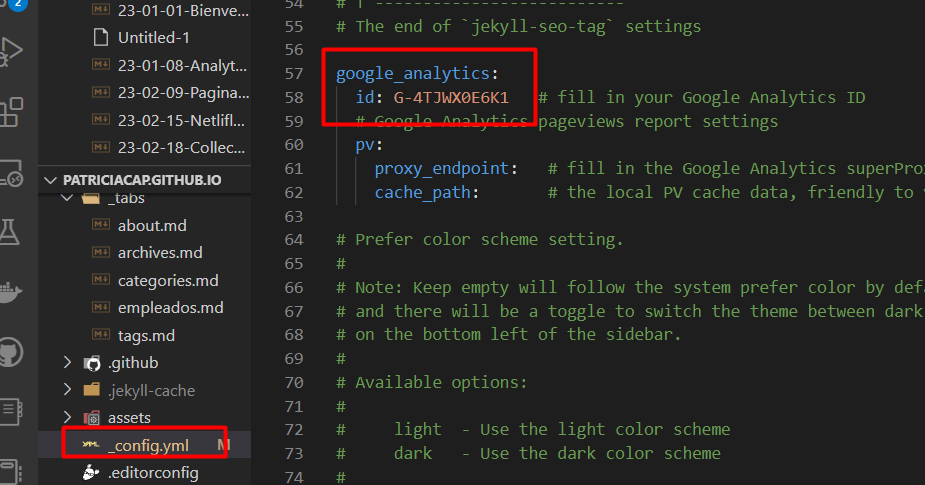 2
23-01-01-Bienve...
Untitled-1
23-01-08-Analyt...
23-02-09-Pagina...
23-02-15-Netlifl...
23-02-18-Collec...
PATRICIACAP.GITHUB.IO
_tabs
about.md
archives.md
categories.md
empleados.md
tags.md
.github
.jekyll-cache
assets
_config.yml M
.editorconfig
54
55 # The end of `jekyll-seo-tag` settings
56
57 google_analytics:
58 id: G-4TJWX0E6K1 # fill in your Google Analytics ID
59 # Google Analytics pageviews report settings
60 pv:
61 proxy_endpoint: # fill in the Google Analytics superProx
62 cache_path: # the local PV cache data, friendly to
63
64 # Prefer color scheme setting.
65 #
66 # Note: Keep empty will follow the system prefer color by defa
67 # and there will be a toggle to switch the theme between dark
68 # on the bottom left of the sidebar.
69 #
70 # Available options:
71 #
72 # light - Use the light color scheme
73 # dark - Use the dark color scheme
74 #